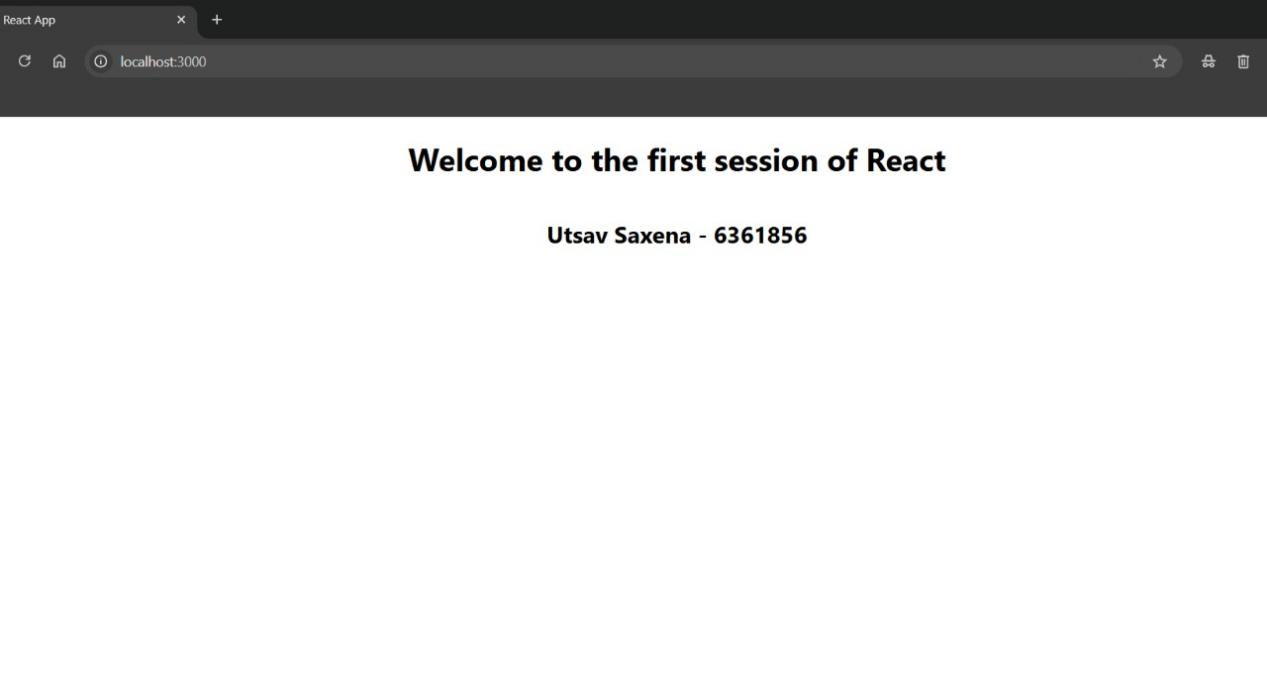 React App
localhost:3000
Welcome to the first session of React
Utsav Saxena - 6361856